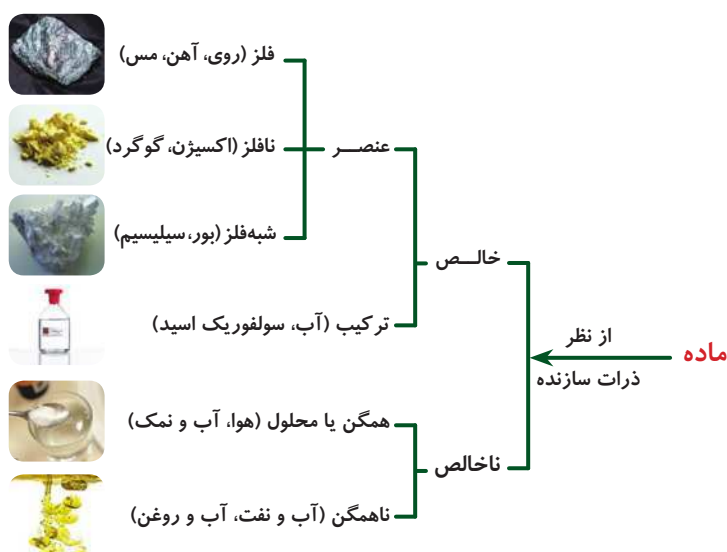 ماده
از نظر
ذرات سازنده
خالــص
عنصــر
فلز (روی، آهن، مس)
نافلز (اکسیژن، گوگرد)
شبه‌فلز (بور، سیلیسیم)
ترکیب (آب، سولفوریک اسید)
ناخالص
همگن یا محلول (هوا، آب و نمک)
ناهمگن (آب و نفت، آب و روغن)